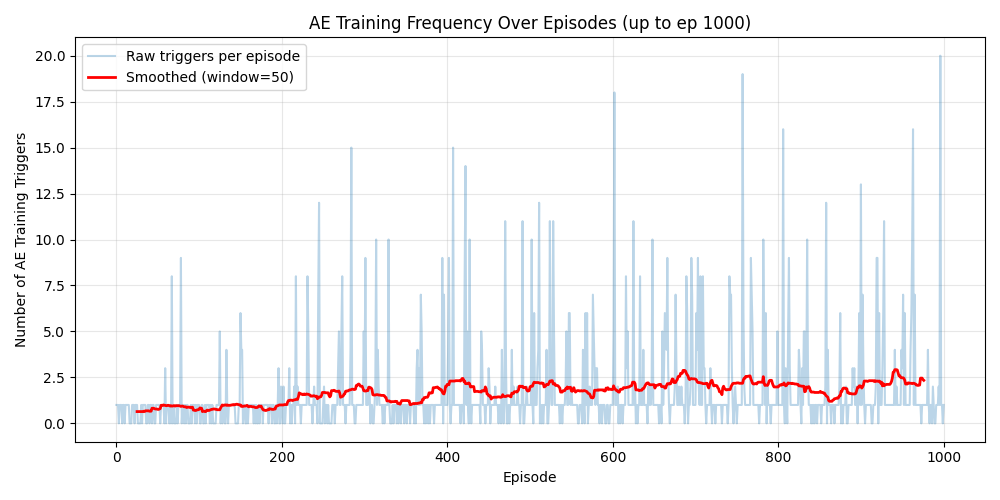 AE Training Frequency Over Episodes (up to ep 1000)
Raw triggers per episode
Smoothed (window=50)
Number of AE Training Triggers
20.0
17.5
15.0
12.5
10.0
7.5
5.0
2.5
0.0
0 200 400 600 800 1000
Episode